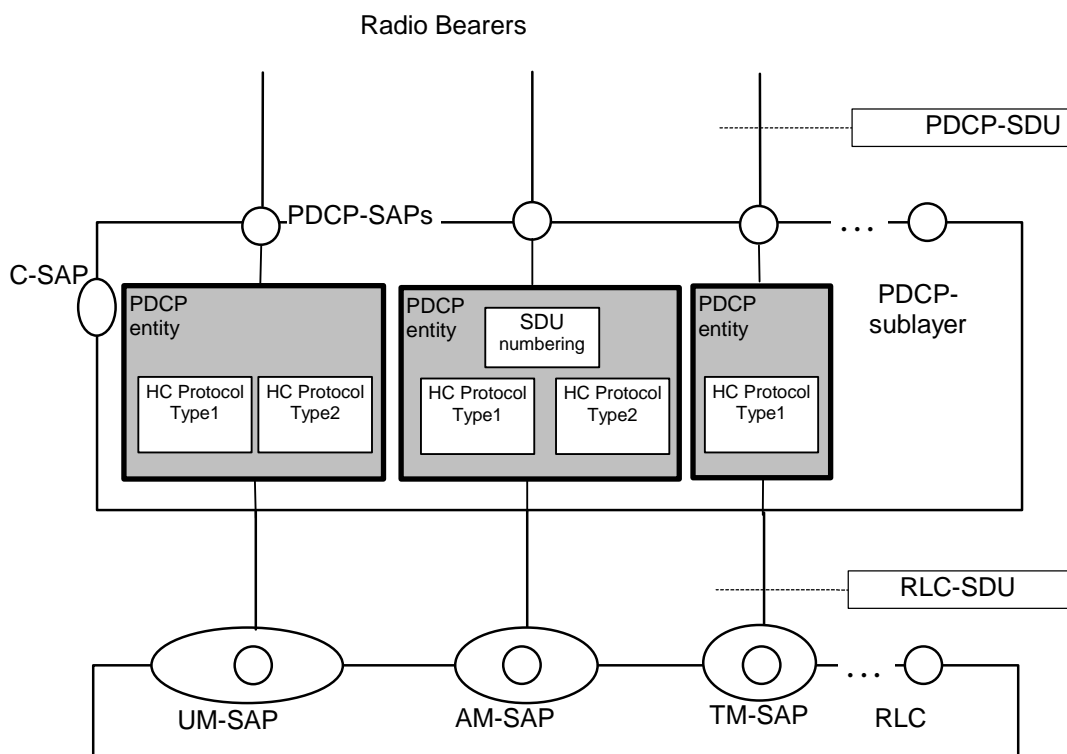 Radio Bearers
PDCP-SDU
PDCP-SAPs
...
C-SAP
PDCP
entity
HC Protocol
Type1
HC Protocol
Type2
PDCP
entity
SDU
numbering
HC Protocol
Type1
HC Protocol
Type2
PDCP
entity
HC Protocol
Type1
PDCP-
sublayer
RLC-SDU
...
UM-SAP
AM-SAP
TM-SAP
RLC